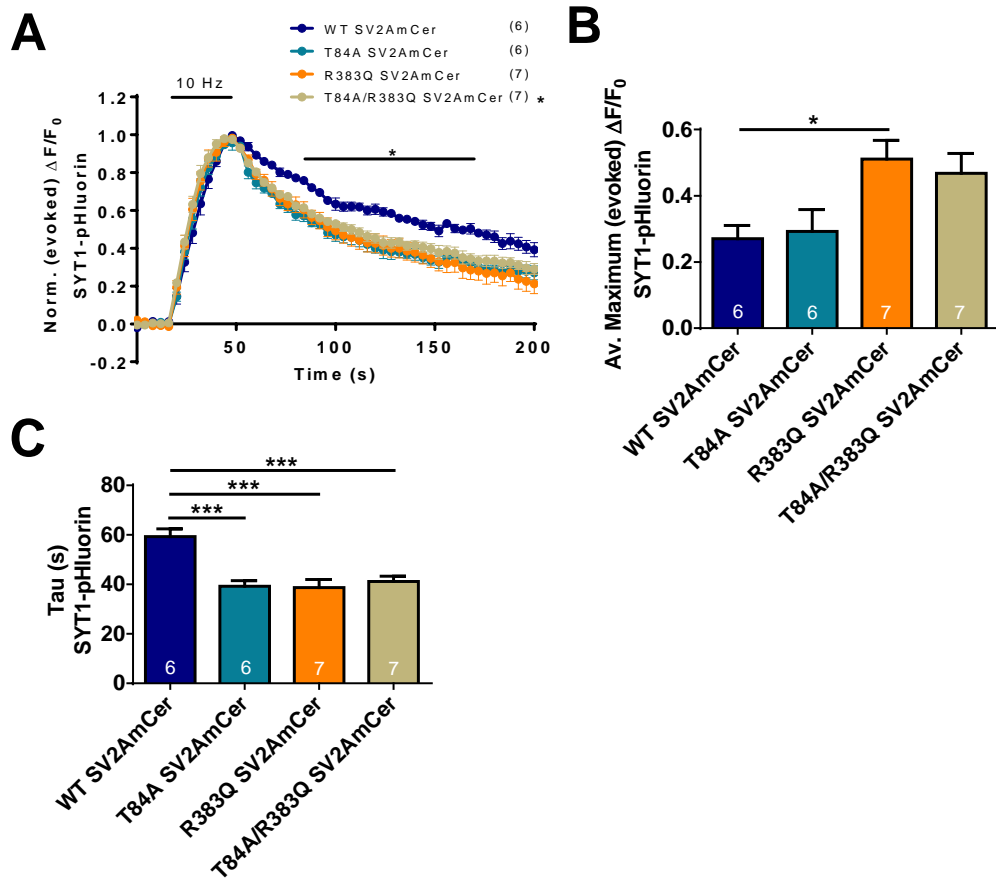 A
WT SV2AmCer (6)
T84A SV2AmCer (6)
R383Q SV2AmCer (7)
T84A/R383Q SV2AmCer (7) *
10 Hz
*
Norm. (evoked) ΔF/F0
SYT1-pHluorin
1.2
1.0
0.8
0.6
0.4
0.2
0.0
-0.2
50
100
150
200
Time (s)
B
Av. Maximum (evoked) ΔF/F0
SYT1-pHluorin
0.6
0.4
0.2
0.0
*
6
6
7
7
WT SV2AmCer
T84A SV2AmCer
R383Q SV2AmCer
T84A/R383Q SV2AmCer
C
Tau (s)
SYT1-pHluorin
80
60
40
20
0
***
***
***
6
6
7
7
WT SV2AmCer
T84A SV2AmCer
R383Q SV2AmCer
T84A/R383Q SV2AmCer